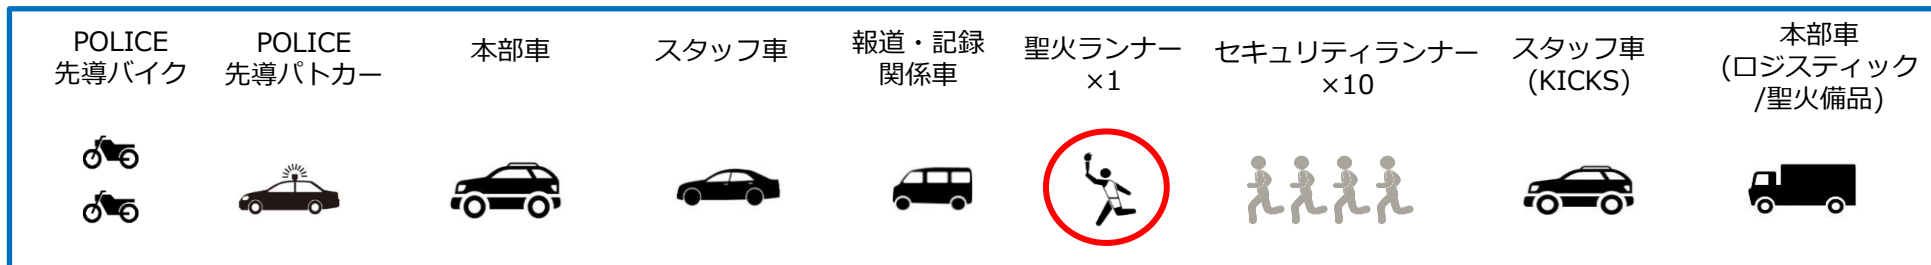 POLICE
先導バイク
POLICE
先導パトカー
本部車
スタッフ車
報道・記録
関係車
聖火ランナー
×1
セキュリティランナー
×10
スタッフ車
(KICKS)
本部車
(ロジスティック
/聖火備品)